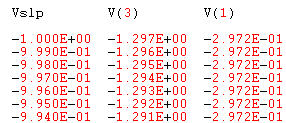 Vslp V(3) V(1)
-1.000E+00 -1.297E+00 -2.972E-01
-9.990E-01 -1.296E+00 -2.972E-01
-9.980E-01 -1.295E+00 -2.972E-01
-9.970E-01 -1.294E+00 -2.972E-01
-9.960E-01 -1.293E+00 -2.972E-01
-9.950E-01 -1.292E+00 -2.972E-01
-9.940E-01 -1.291E+00 -2.972E-01